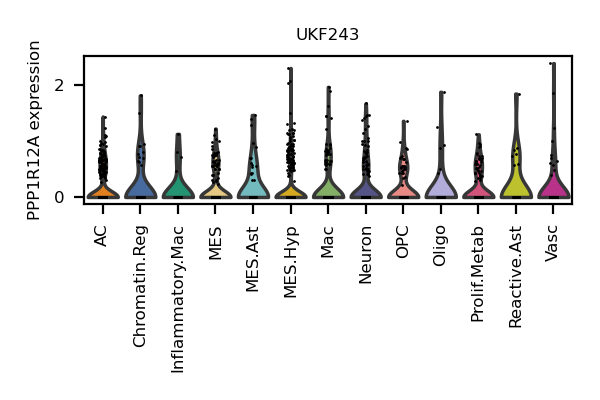 UKF243
PPP1R12A expression
2
0
AC
Chromatin.Reg
Inflammatory.Mac
MES
MES.Ast
MES.Hyp
Mac
Neuron
OPC
Oligo
Prolif.Metab
Reactive.Ast
Vasc